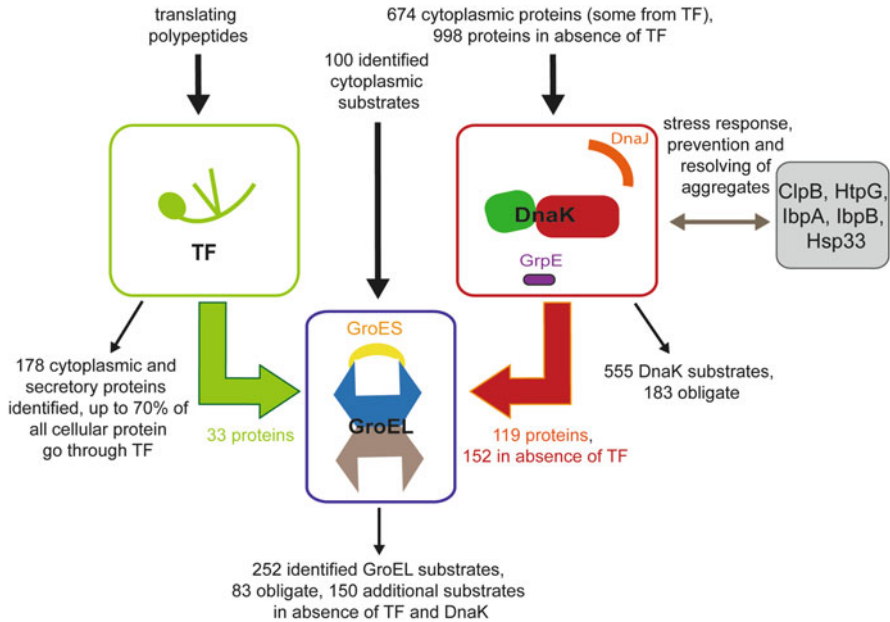 translating
polypeptides
674 cytoplasmic proteins (some from TF),
998 proteins in absence of TF
100 identified
cytoplasmic
substrates
TF
DnaJ
DnaK
GrpE
stress response,
prevention and
resolving of
aggregates
ClpB, HtpG,
IbpA, IbpB,
Hsp33
178 cytoplasmic and
secretory proteins
identified, up to 70% of
all cellular protein
go through TF
33 proteins
GroES
GroEL
119 proteins,
152 in absence of TF
555 DnaK substrates,
183 obligate
252 identified GroEL substrates,
83 obligate, 150 additional substrates
in absence of TF and DnaK